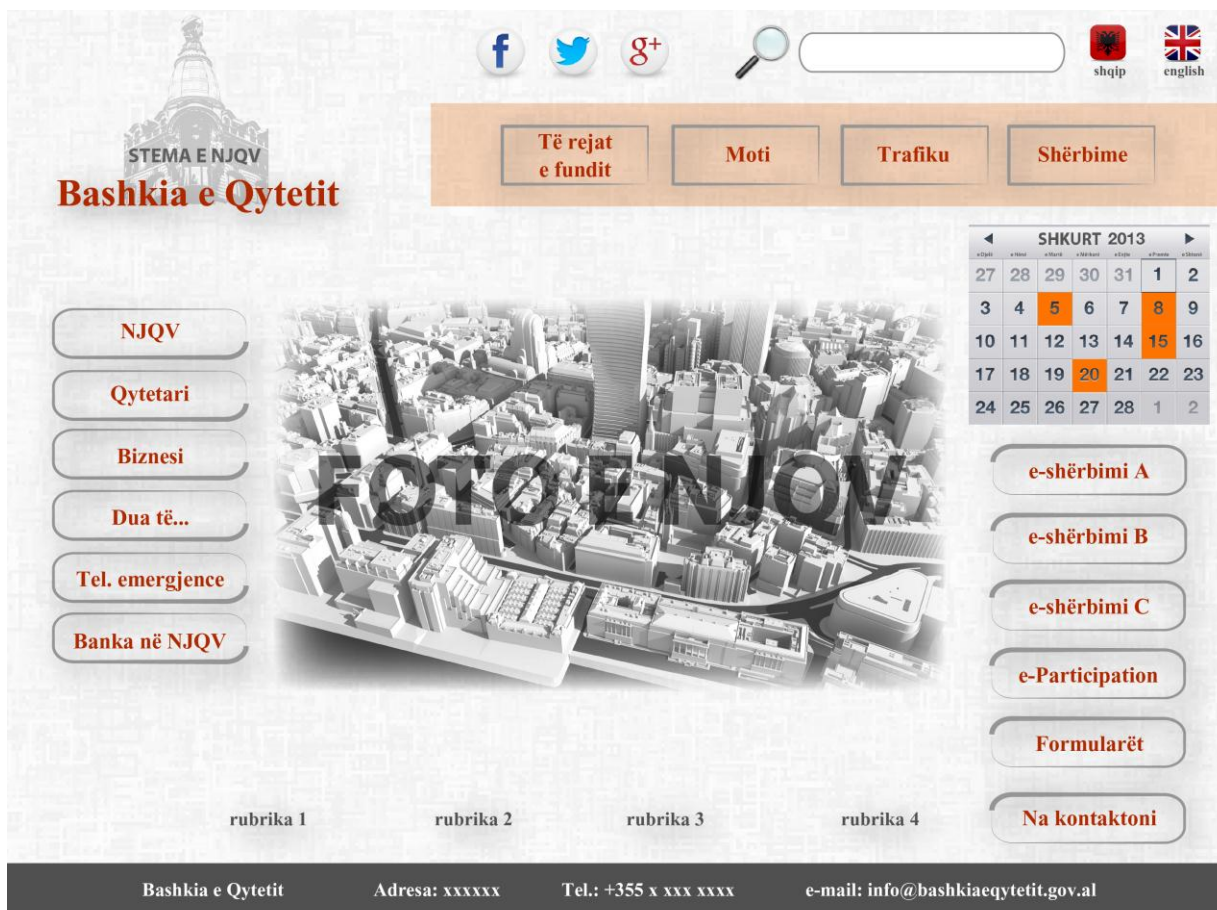 f
g+
shqip
english
STEMA E NJQV
Bashkia e Qytetit
Të rejat
e fundit
Moti
Trafiku
Shërbime
SHKURT 2013
27 28 29 30 31 1 2
3 4 5 6 7 8 9
10 11 12 13 14 15 16
17 18 19 20 21 22 23
24 25 26 27 28 1 2
NJQV
Qytetari
Biznesi
Dua të...
Tel. emergjence
Banka në NJQV
FOTO E NJQV
e-shërbimi A
e-shërbimi B
e-shërbimi C
e-Participation
Formularët
Na kontaktoni
rubrika 1
rubrika 2
rubrika 3
rubrika 4
Bashkia e Qytetit Adresa: xxxxxx Tel.: +355 x xxx xxxx e-mail: info@bashkiaeqytetit.gov.al